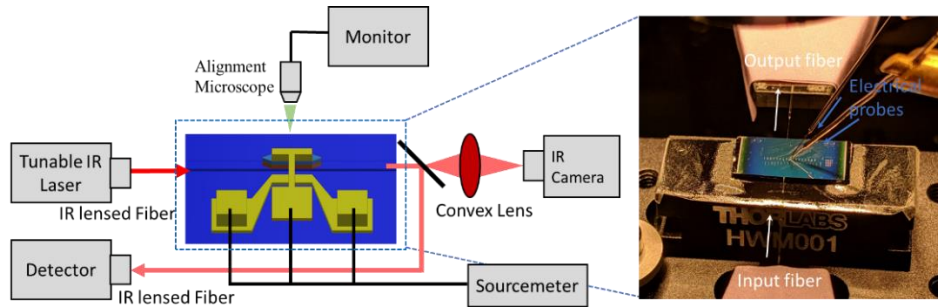 Monitor
Alignment
Microscope
Tunable IR
Laser
IR lensed Fiber
Convex Lens
IR
Camera
Detector
IR lensed Fiber
Sourcemeter
Output fiber
Electrical
probes
THORLABS
HWM001
Input fiber